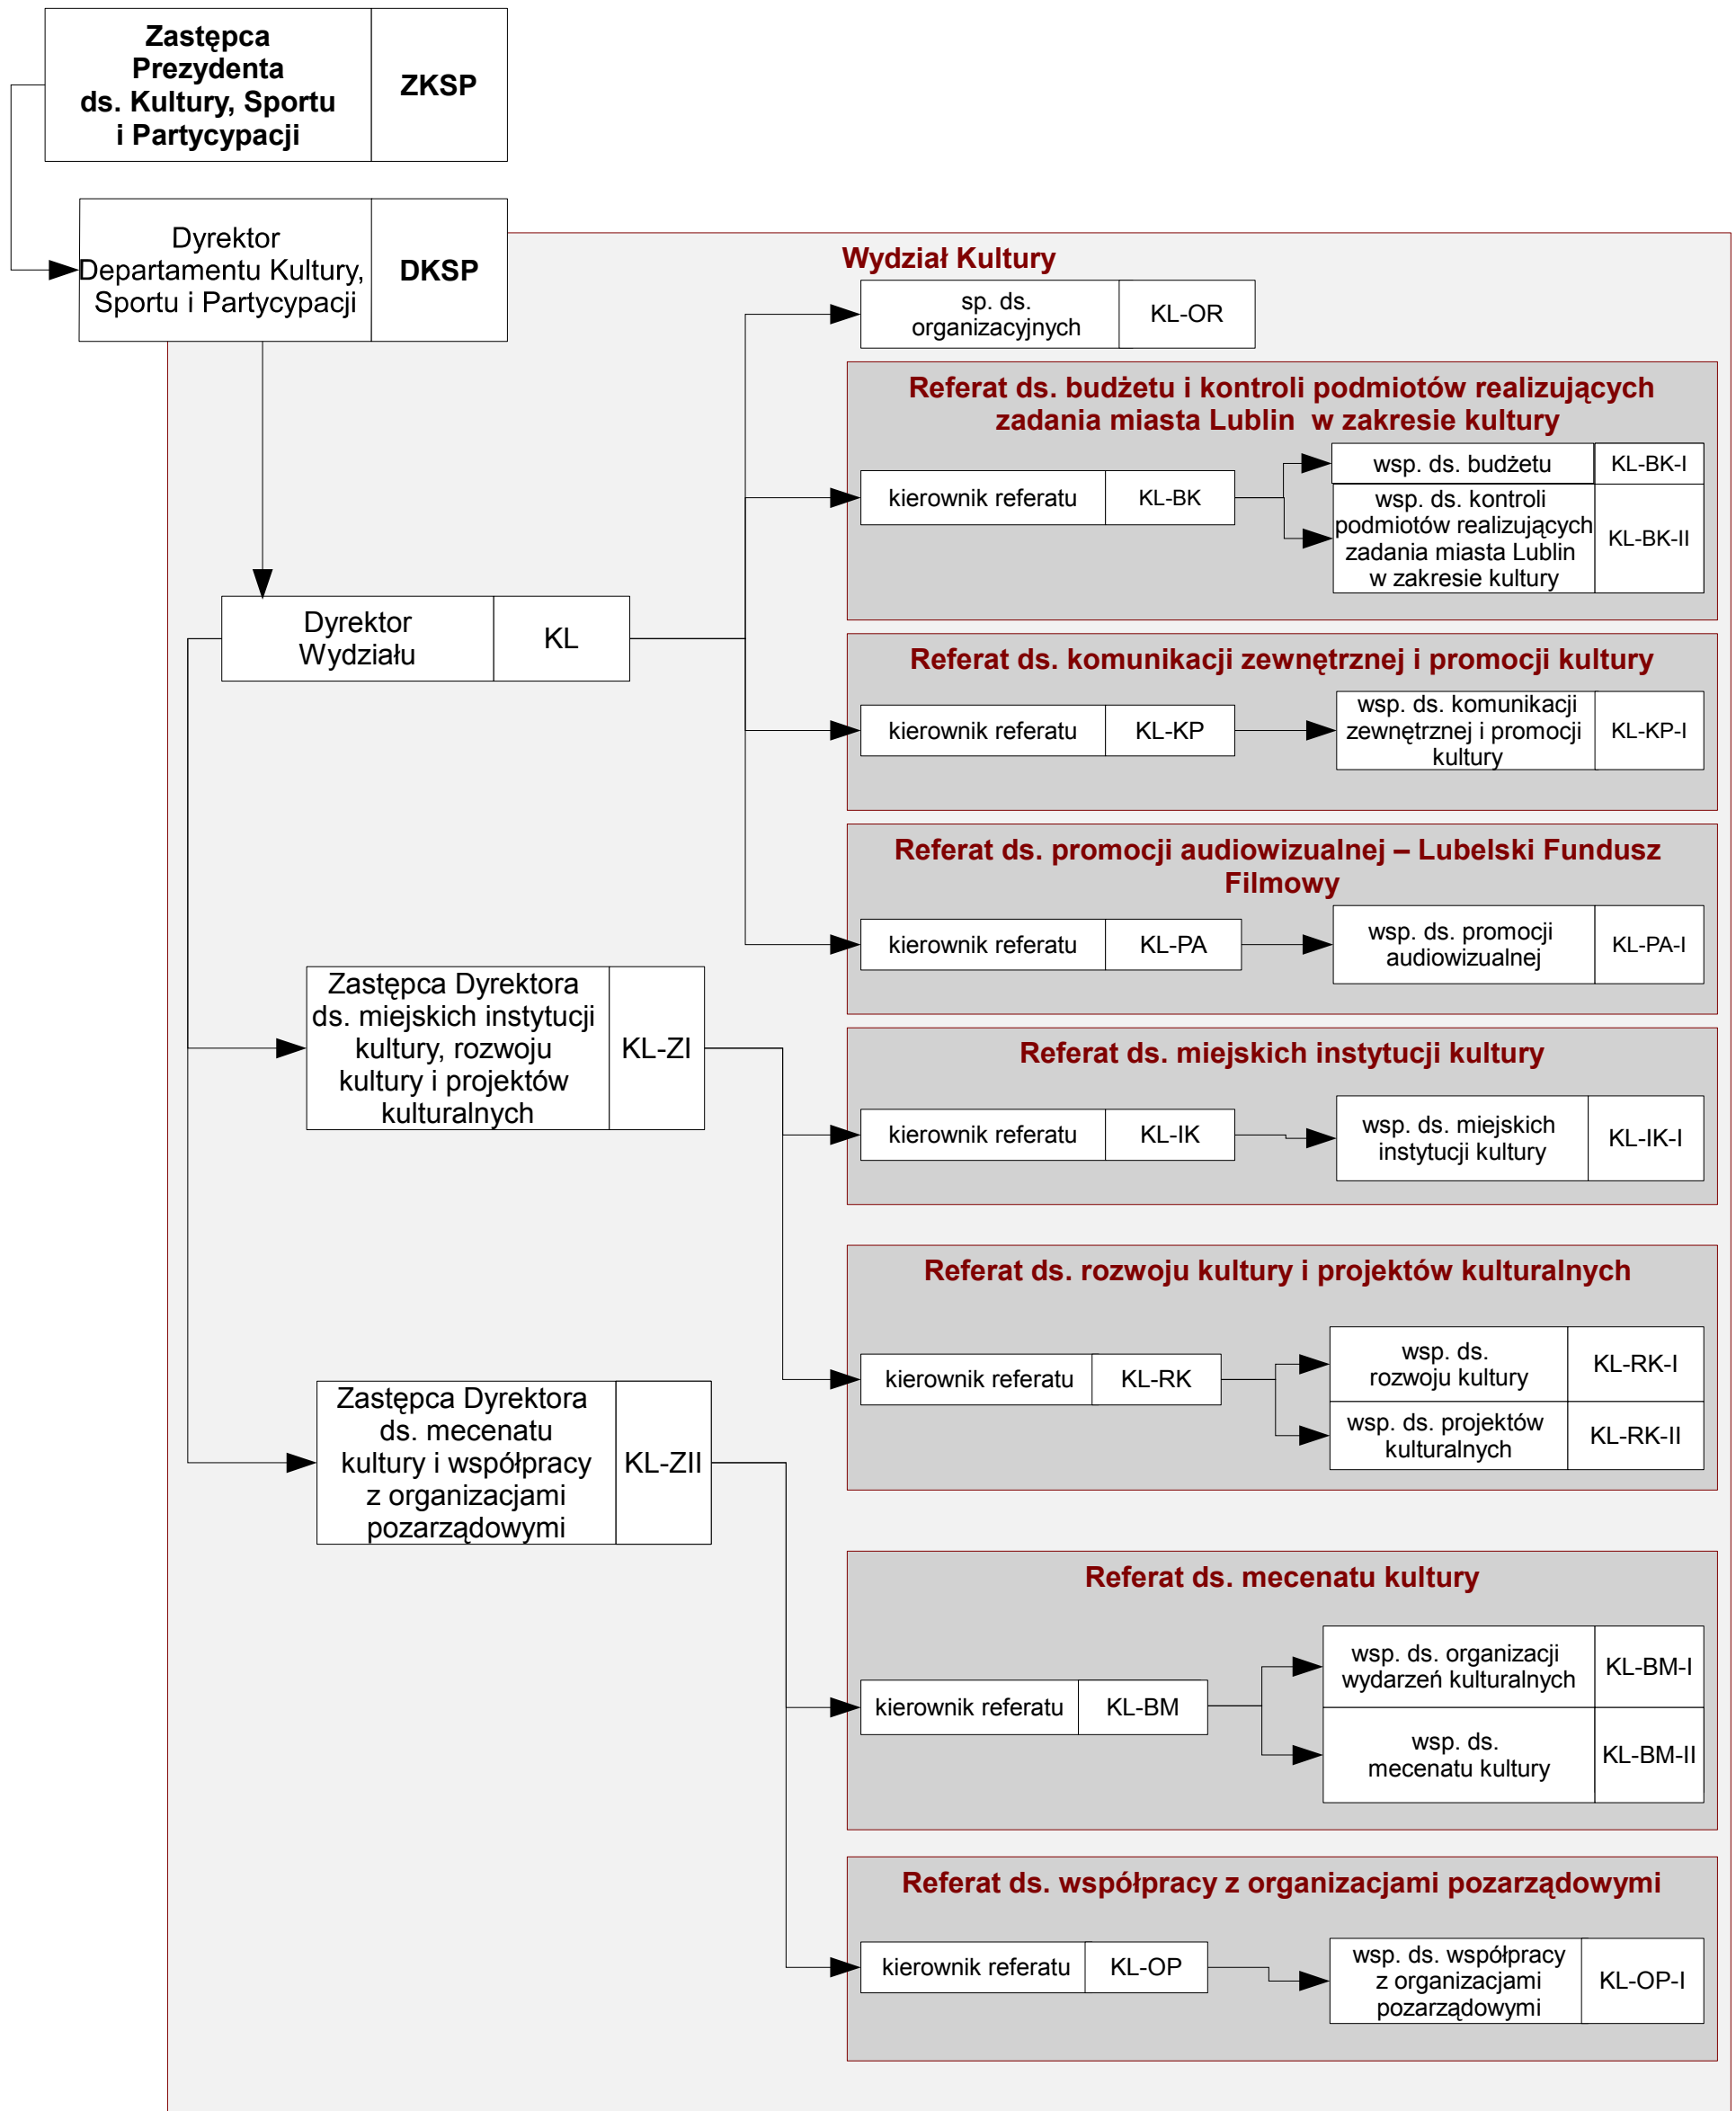 Zastępca
Prezydenta
ds. Kultury, Sportu
i Partycypacji
ZKSP
Dyrektor
Departamentu Kultury,
Sportu i Partycypacji
DKSP
Wydział Kultury
sp. ds.
organizacyjnych
KL-OR
Referat ds. budżetu i kontroli podmiotów realizujących
zadania miasta Lublin w zakresie kultury
kierownik referatu
KL-BK
wsp. ds. budżetu
KL-BK-I
wsp. ds. kontroli
podmiotów realizujących
zadania miasta Lublin
w zakresie kultury
KL-BK-II
Dyrektor
Wydziału
KL
Referat ds. komunikacji zewnętrznej i promocji kultury
kierownik referatu
KL-KP
wsp. ds. komunikacji
zewnętrznej i promocji
kultury
KL-KP-I
Referat ds. promocji audiowizualnej – Lubelski Fundusz
Filmowy
kierownik referatu
KL-PA
wsp. ds. promocji
audiowizualnej
KL-PA-I
Zastępca Dyrektora
ds. miejskich instytucji
kultury, rozwoju
kultury i projektów
kulturalnych
KL-ZI
Referat ds. miejskich instytucji kultury
kierownik referatu
KL-IK
wsp. ds. miejskich
instytucji kultury
KL-IK-I
Referat ds. rozwoju kultury i projektów kulturalnych
kierownik referatu
KL-RK
wsp. ds.
rozwoju kultury
KL-RK-I
wsp. ds. projektów
kulturalnych
KL-RK-II
Zastępca Dyrektora
ds. mecenatu
kultury i współpracy
z organizacjami
pozarządowymi
KL-ZII
Referat ds. mecenatu kultury
kierownik referatu
KL-BM
wsp. ds. organizacji
wydarzeń kulturalnych
KL-BM-I
wsp. ds.
mecenatu kultury
KL-BM-II
Referat ds. współpracy z organizacjami pozarządowymi
kierownik referatu
KL-OP
wsp. ds. współpracy
z organizacjami
pozarządowymi
KL-OP-I